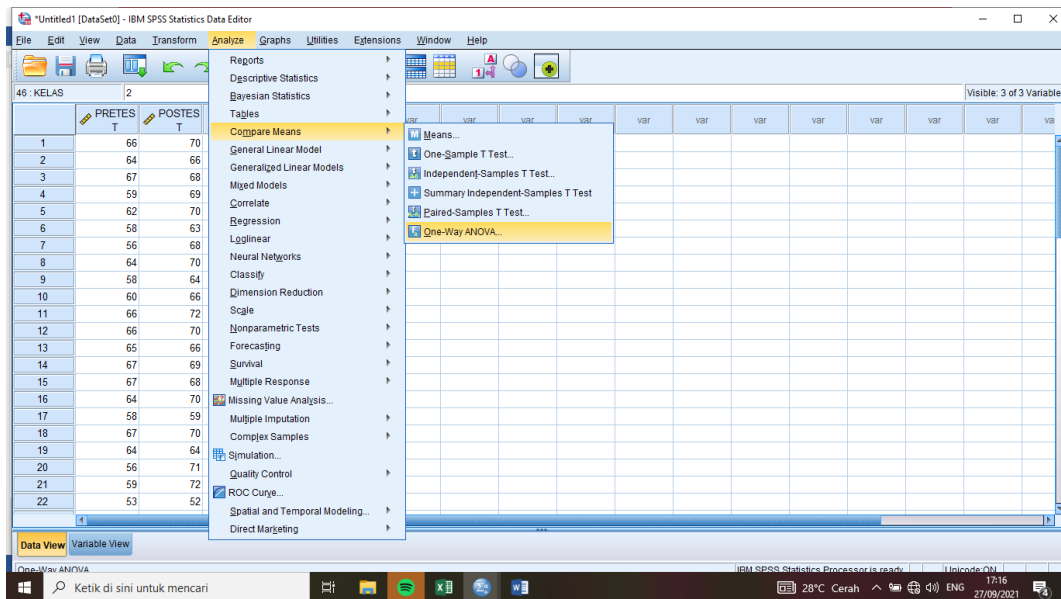 *Untitled1 [DataSet0] - IBM SPSS Statistics Data Editor
File Edit View Data Transform Analyze Graphs Utilities Extensions Window Help
46 : KELAS 2 Visible: 3 of 3 Variable
PRETEST POSTEST var var var var var var var var var var var va
1 66 70
2 64 66
3 67 68
4 59 69
5 62 70
6 58 63
7 56 68
8 64 70
9 58 64
10 60 66
11 66 72
12 66 70
13 65 66
14 67 69
15 67 68
16 64 70
17 58 59
18 67 70
19 64 64
20 56 71
21 59 72
22 53 52
Reports
Descriptive Statistics
Bayesian Statistics
Tables
Compare Means
General Linear Model
Generalized Linear Models
Mixed Models
Correlate
Regression
Loglinear
Neural Networks
Classify
Dimension Reduction
Scale
Nonparametric Tests
Forecasting
Survival
Multiple Response
Missing Value Analysis...
Multiple Imputation
Complex Samples
Simulation...
Quality Control
ROC Curve...
Spatial and Temporal Modeling...
Direct Marketing
Means...
One-Sample T Test...
Independent-Samples T Test...
Summary Independent-Samples T Test
Paired-Samples T Test...
One-Way ANOVA...
Data View Variable View
One-Way ANOVA IBM SPSS Statistics Processor is ready Unicode:ON
Ketik di sini untuk mencari 28°C Cerah ENG 17:16
27/09/2021